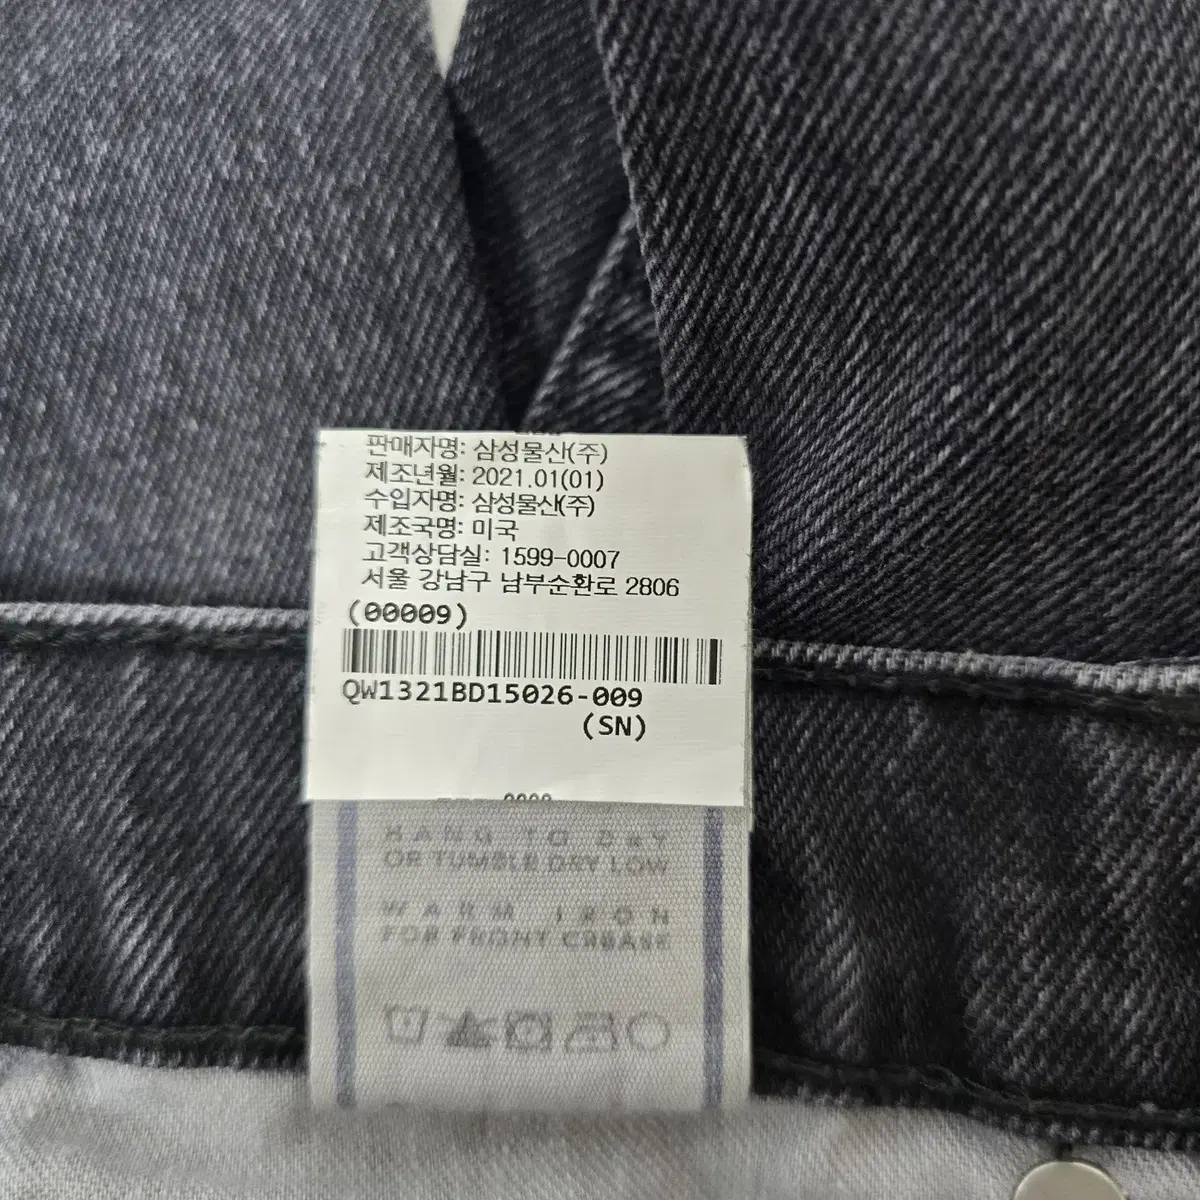 판매자명: 삼성물산(주)
제조년월: 2021.01(01)
수입자명: 삼성물산(주)
제조국명: 미국
고객상담실: 1599-0007
서울 강남구 남부순환로 2806
(00009)
QW1321BD15026-009
(SN)
HANG TO DRY
OR TUMBLE DRY LOW
WARM IRON
FOR FRONT CREASE